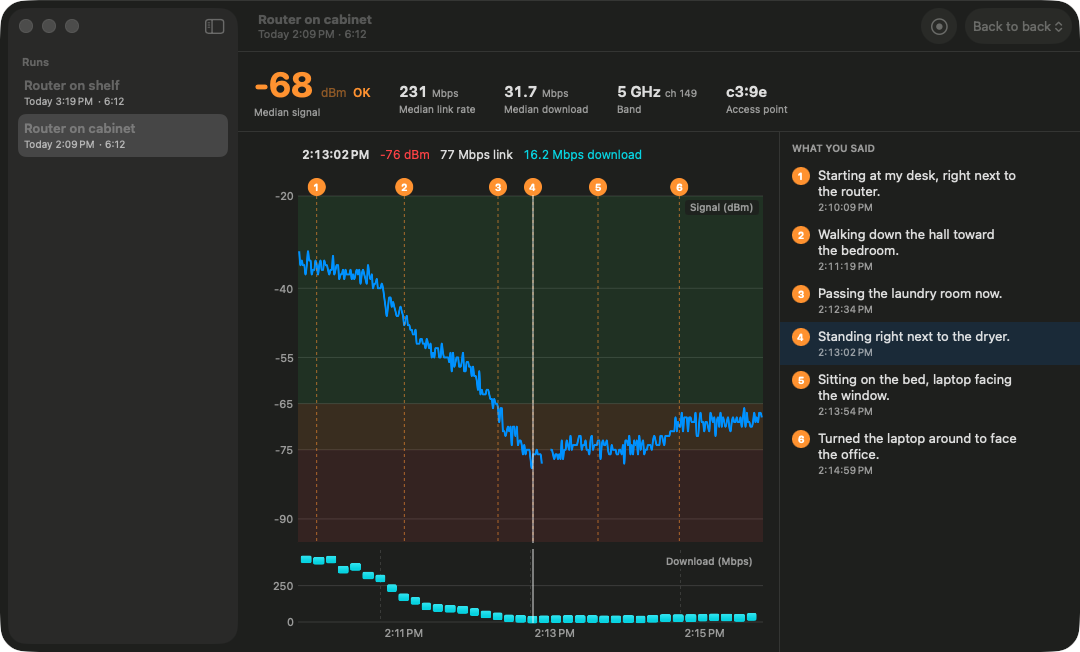 Runs
Router on shelf
Today 3:19 PM · 6:12
Router on cabinet
Today 2:09 PM · 6:12
Router on cabinet
Today 2:09 PM · 6:12
Back to back
-68 dBm OK
Median signal
231 Mbps
Median link rate
31.7 Mbps
Median download
5 GHz ch 149
Band
c3:9e
Access point
2:13:02 PM -76 dBm 77 Mbps link 16.2 Mbps download
1 2 3 4 5 6
Signal (dBm)
-20
-40
-55
-65
-75
-90
Download (Mbps)
250
0
2:11 PM 2:13 PM 2:15 PM
WHAT YOU SAID
1 Starting at my desk, right next to
the router.
2:10:09 PM
2 Walking down the hall toward
the bedroom.
2:11:19 PM
3 Passing the laundry room now.
2:12:34 PM
4 Standing right next to the dryer.
2:13:02 PM
5 Sitting on the bed, laptop facing
the window.
2:13:54 PM
6 Turned the laptop around to face
the office.
2:14:59 PM